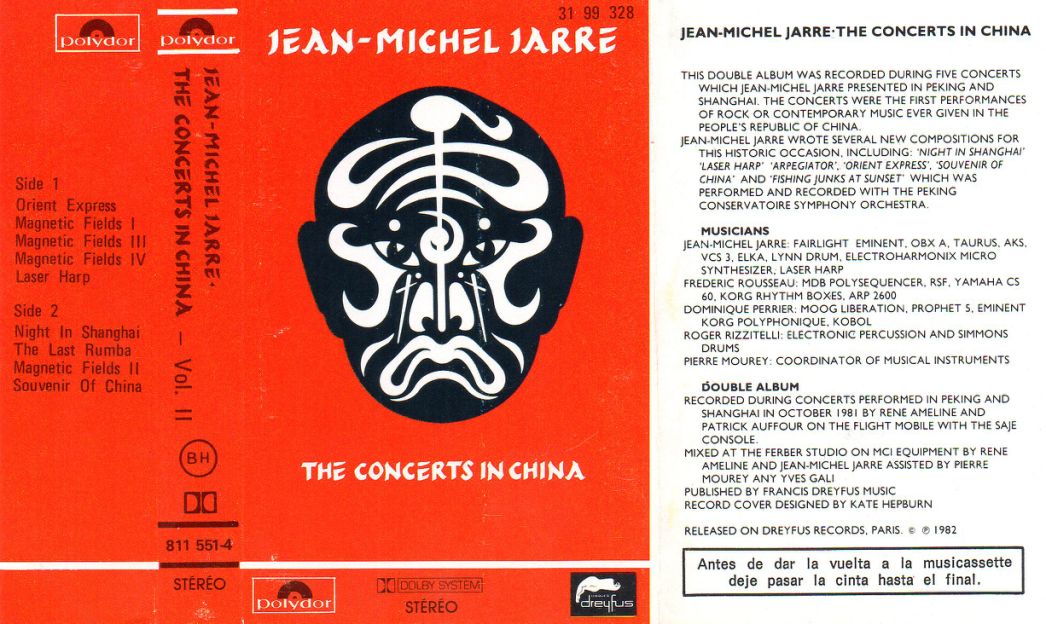 polydor
Side 1
Orient Express
Magnetic Fields I
Magnetic Fields III
Magnetic Fields IV
Laser Harp
Side 2
Night In Shanghai
The Last Rumba
Magnetic Fields II
Souvenir Of China
polydor
JEAN-MICHEL JARRE·
THE CONCERTS IN CHINA — Vol. II
BH
811 551-4
STÉRÉO
31 99 328
JEAN-MICHEL JARRE
THE CONCERTS IN CHINA
polydor
DOLBY SYSTEM
STÉRÉO
dreyfus
JEAN-MICHEL JARRE·THE CONCERTS IN CHINA
THIS DOUBLE ALBUM WAS RECORDED DURING FIVE CONCERTS
WHICH JEAN-MICHEL JARRE PRESENTED IN PEKING AND
SHANGHAI. THE CONCERTS WERE THE FIRST PERFORMANCES
OF ROCK OR CONTEMPORARY MUSIC EVER GIVEN IN THE
PEOPLE'S REPUBLIC OF CHINA.
JEAN-MICHEL JARRE WROTE SEVERAL NEW COMPOSITIONS FOR
THIS HISTORIC OCCASION, INCLUDING: 'NIGHT IN SHANGHAI'
'LASER HARP' 'ARPEGIATOR', 'ORIENT EXPRESS', 'SOUVENIR OF
CHINA' AND 'FISHING JUNKS AT SUNSET' WHICH WAS
PERFORMED AND RECORDED WITH THE PEKING
CONSERVATOIRE SYMPHONY ORCHESTRA.
MUSICIANS
JEAN-MICHEL JARRE: FAIRLIGHT EMINENT, OBX A, TAURUS, AKS,
VCS 3, ELKA, LYNN DRUM, ELECTROHARMONIX MICRO
SYNTHESIZER, LASER HARP
FREDERIC ROUSSEAU: MDB POLYSEQUENCER, RSF, YAMAHA CS
60, KORG RHYTHM BOXES, ARP 2600
DOMINIQUE PERRIER: MOOG LIBERATION, PROPHET 5, EMINENT
KORG POLYPHONIQUE, KOBOL
ROGER RIZZITELLI: ELECTRONIC PERCUSSION AND SIMMONS
DRUMS
PIERRE MOUREY: COORDINATOR OF MUSICAL INSTRUMENTS
DOUBLE ALBUM
RECORDED DURING CONCERTS PERFORMED IN PEKING AND
SHANGHAI IN OCTOBER 1981 BY RENE AMELINE AND
PATRICK AUFFOUR ON THE FLIGHT MOBILE WITH THE SAJE
CONSOLE.
MIXED AT THE FERBER STUDIO ON MCI EQUIPMENT BY RENE
AMELINE AND JEAN-MICHEL JARRE ASSISTED BY PIERRE
MOUREY ANY YVES GALI
PUBLISHED BY FRANCIS DREYFUS MUSIC
RECORD COVER DESIGNED BY KATE HEPBURN
RELEASED ON DREYFUS RECORDS, PARIS. © ℗ 1982
Antes de dar la vuelta a la musicassette
deje pasar la cinta hasta el final.